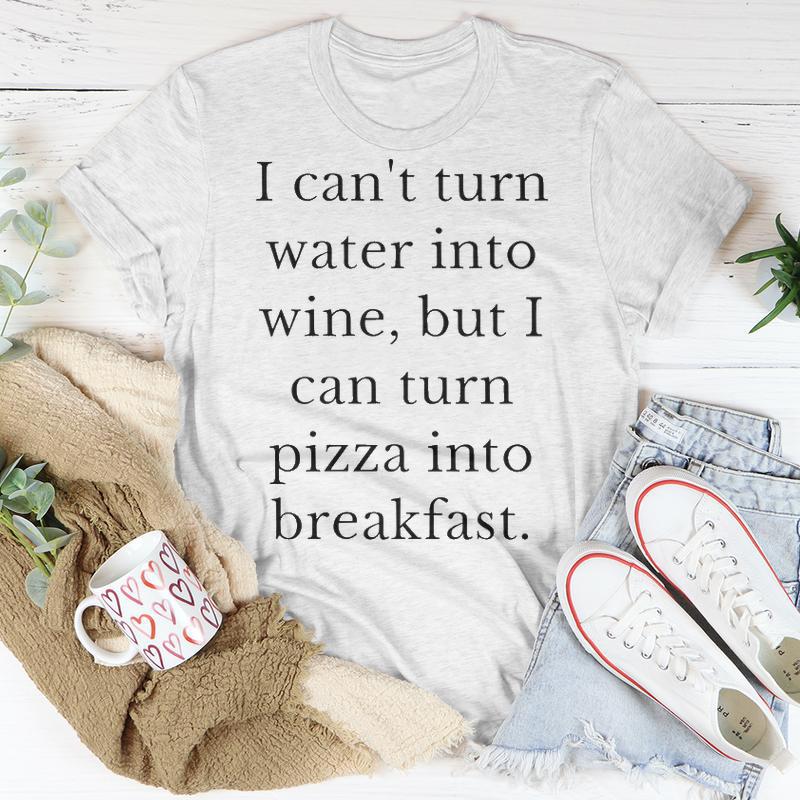 I can't turn
water into
wine, but I
can turn
pizza into
breakfast.